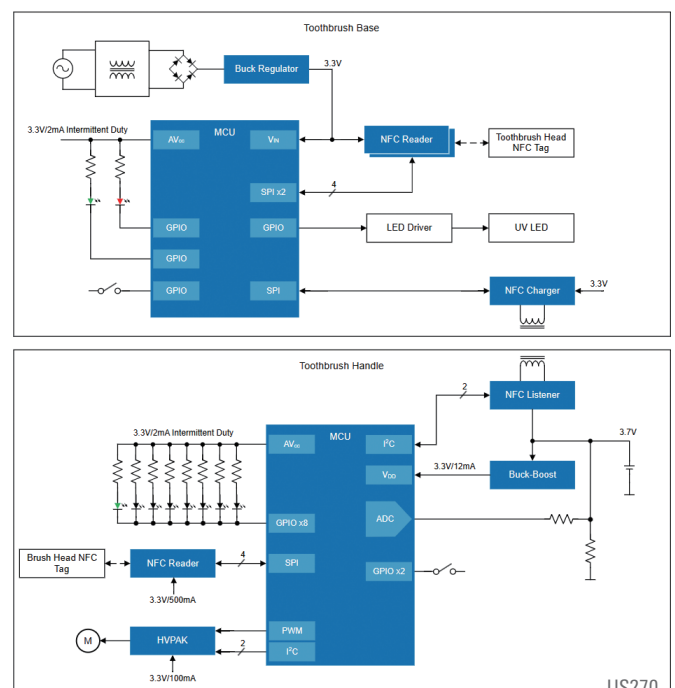 Toothbrush Base
Buck Regulator
3.3V
3.3V/2mA Intermittent Duty
MCU
AVDD
VIN
NFC Reader
Toothbrush Head
NFC Tag
SPI x2
4
GPIO
GPIO
LED Driver
UV LED
GPIO
GPIO
SPI
NFC Charger
3.3V
Toothbrush Handle
2
NFC Listener
3.3V/2mA Intermittent Duty
MCU
AVDD
I²C
3.7V
VDD
3.3V/12mA
Buck-Boost
GPIO x8
ADC
Brush Head NFC
Tag
NFC Reader
4
SPI
GPIO x2
3.3V/500mA
PWM
M
HVPAK
2
I²C
3.3V/100mA
US270